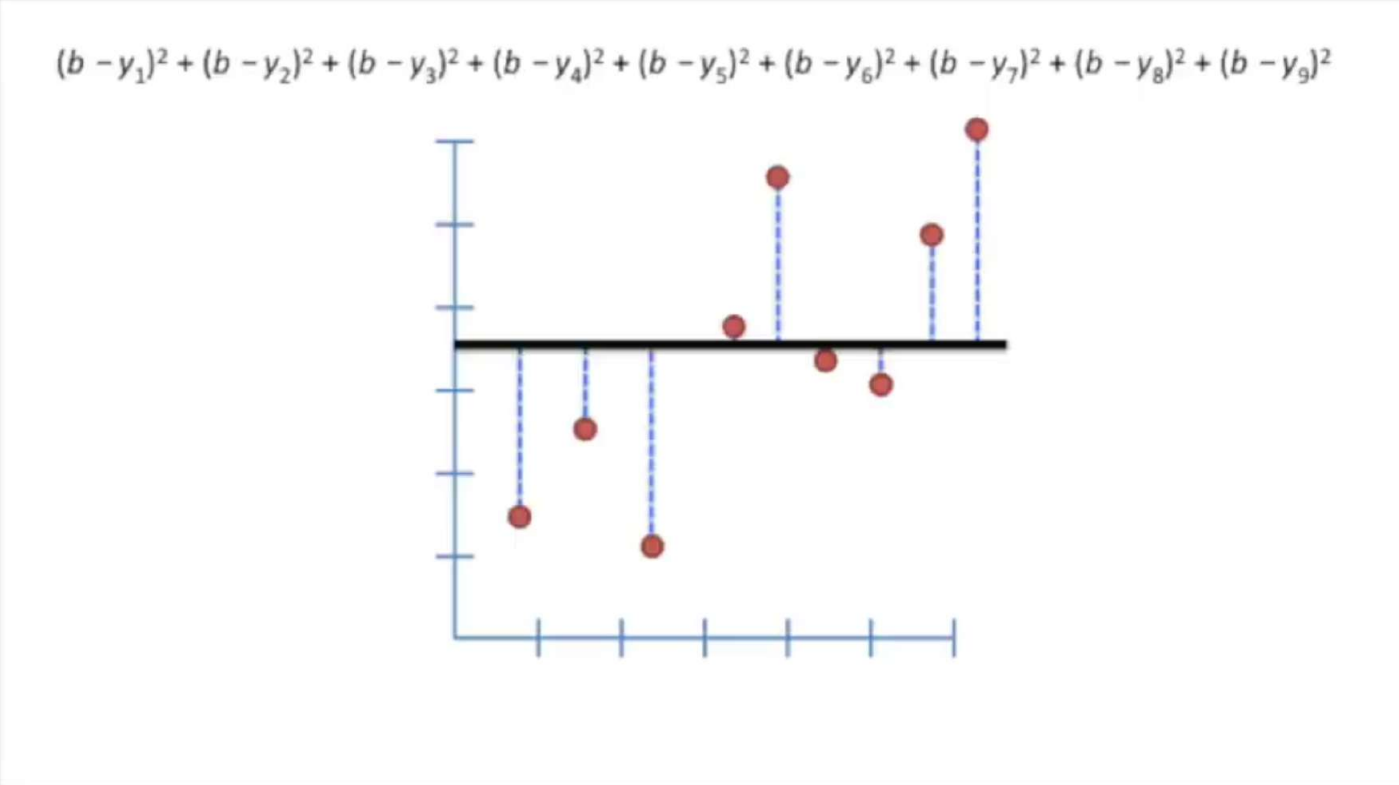 (b – y₁)² + (b – y₂)² + (b – y₃)² + (b – y₄)² + (b – y₅)² + (b – y₆)² + (b – y₇)² + (b – y₈)² + (b – y₉)²